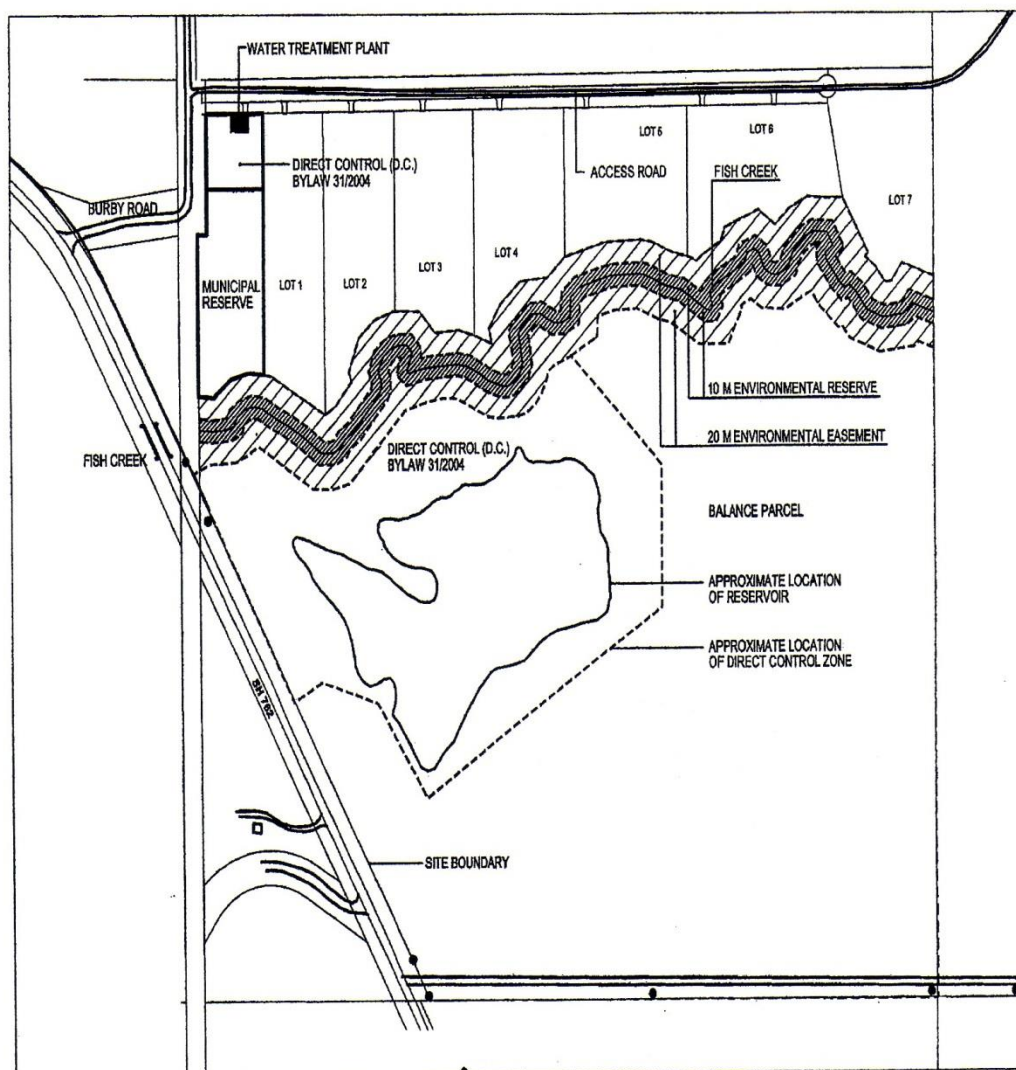 WATER TREATMENT PLANT
DIRECT CONTROL (D.C.)
BYLAW 31/2004
LOT 5
LOT 6
ACCESS ROAD
FISH CREEK
BURBY ROAD
LOT 7
LOT 4
LOT 3
LOT 2
LOT 1
MUNICIPAL
RESERVE
10 M ENVIRONMENTAL RESERVE
20 M ENVIRONMENTAL EASEMENT
DIRECT CONTROL (D.C.)
BYLAW 31/2004
FISH CREEK
BALANCE PARCEL
APPROXIMATE LOCATION
OF RESERVOIR
APPROXIMATE LOCATION
OF DIRECT CONTROL ZONE
SH 762
SITE BOUNDARY